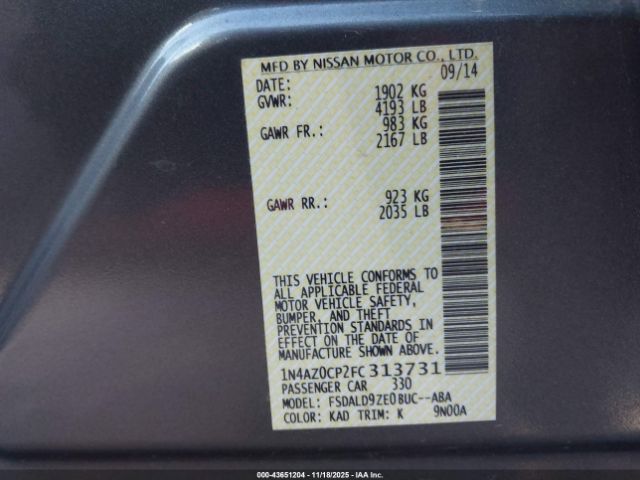 MFD BY NISSAN MOTOR CO., LTD.
DATE: 09/14
GVWR: 1902 KG
4193 LB
GAWR FR.: 983 KG
2167 LB
GAWR RR.: 923 KG
2035 LB
THIS VEHICLE CONFORMS TO
ALL APPLICABLE FEDERAL
MOTOR VEHICLE SAFETY,
BUMPER, AND THEFT
PREVENTION STANDARDS IN
EFFECT ON THE DATE OF
MANUFACTURE SHOWN ABOVE.
1N4AZ0CP2FC313731
PASSENGER CAR 330
MODEL: FSDALD9ZE0BUC--ABA
COLOR: KAD TRIM: K 9N00A
000-43651204 - 11/18/2025 - IAA Inc.